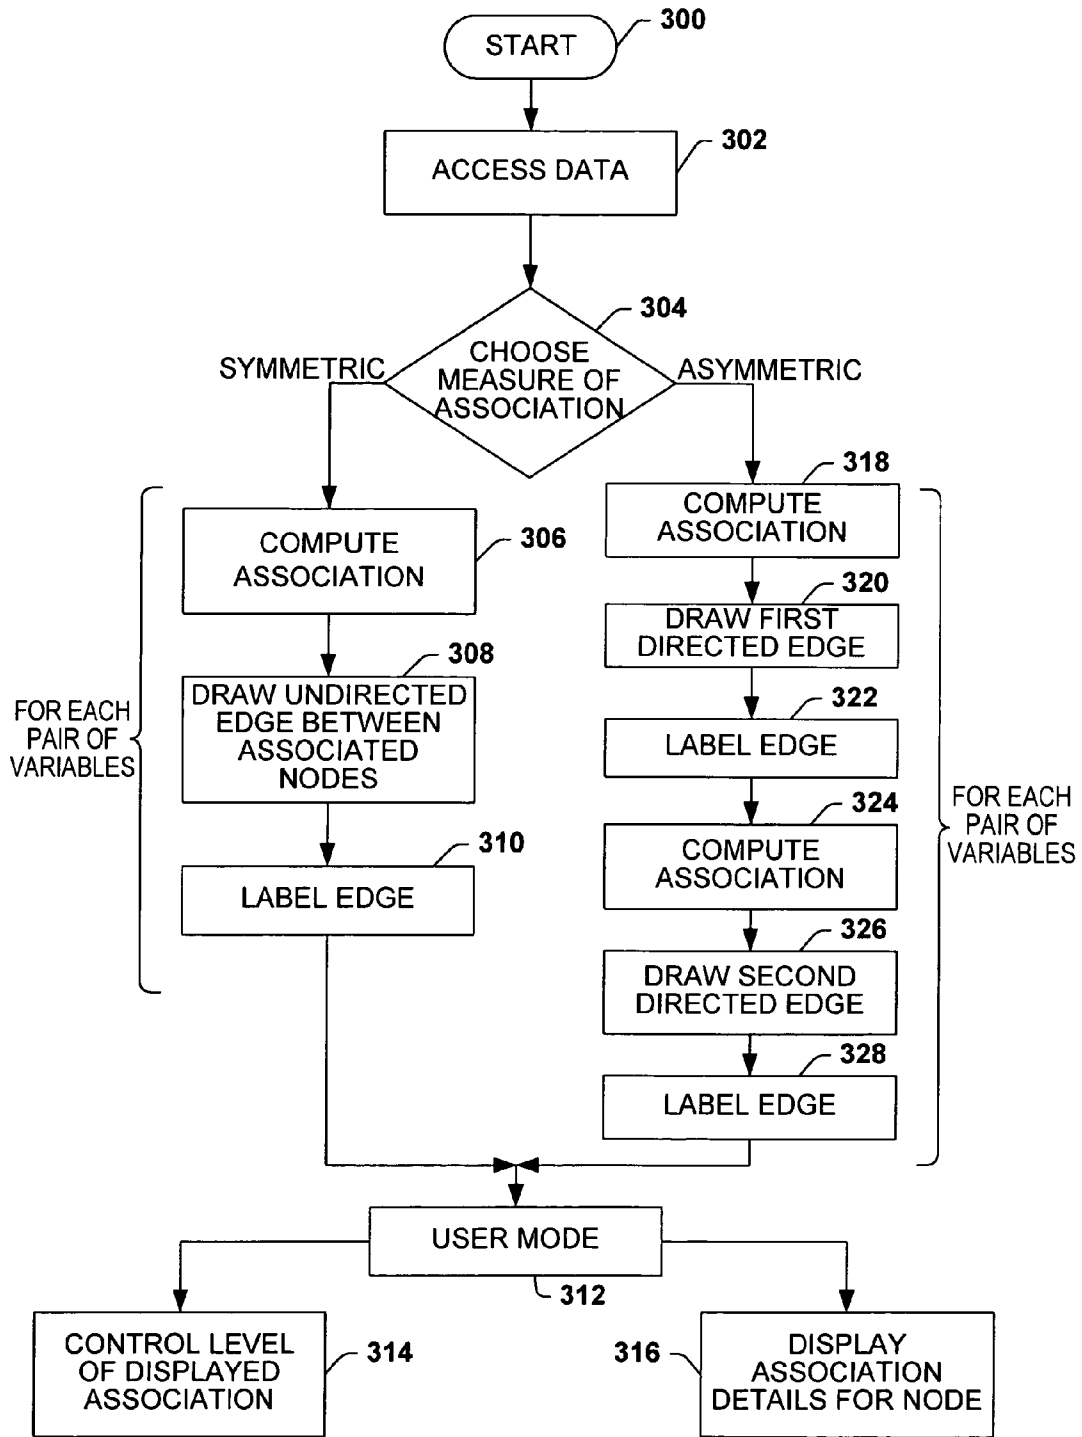 300
START
302
ACCESS DATA
304
CHOOSE
MEASURE OF
ASSOCIATION
SYMMETRIC
ASYMMETRIC
318
COMPUTE
ASSOCIATION
COMPUTE
ASSOCIATION
306
320
DRAW FIRST
DIRECTED EDGE
308
DRAW UNDIRECTED
EDGE BETWEEN
ASSOCIATED
NODES
FOR EACH
PAIR OF
VARIABLES
322
LABEL EDGE
324
COMPUTE
ASSOCIATION
FOR EACH
PAIR OF
VARIABLES
310
LABEL EDGE
326
DRAW SECOND
DIRECTED EDGE
328
LABEL EDGE
USER MODE
312
CONTROL LEVEL
OF DISPLAYED
ASSOCIATION
314
316
DISPLAY
ASSOCIATION
DETAILS FOR NODE